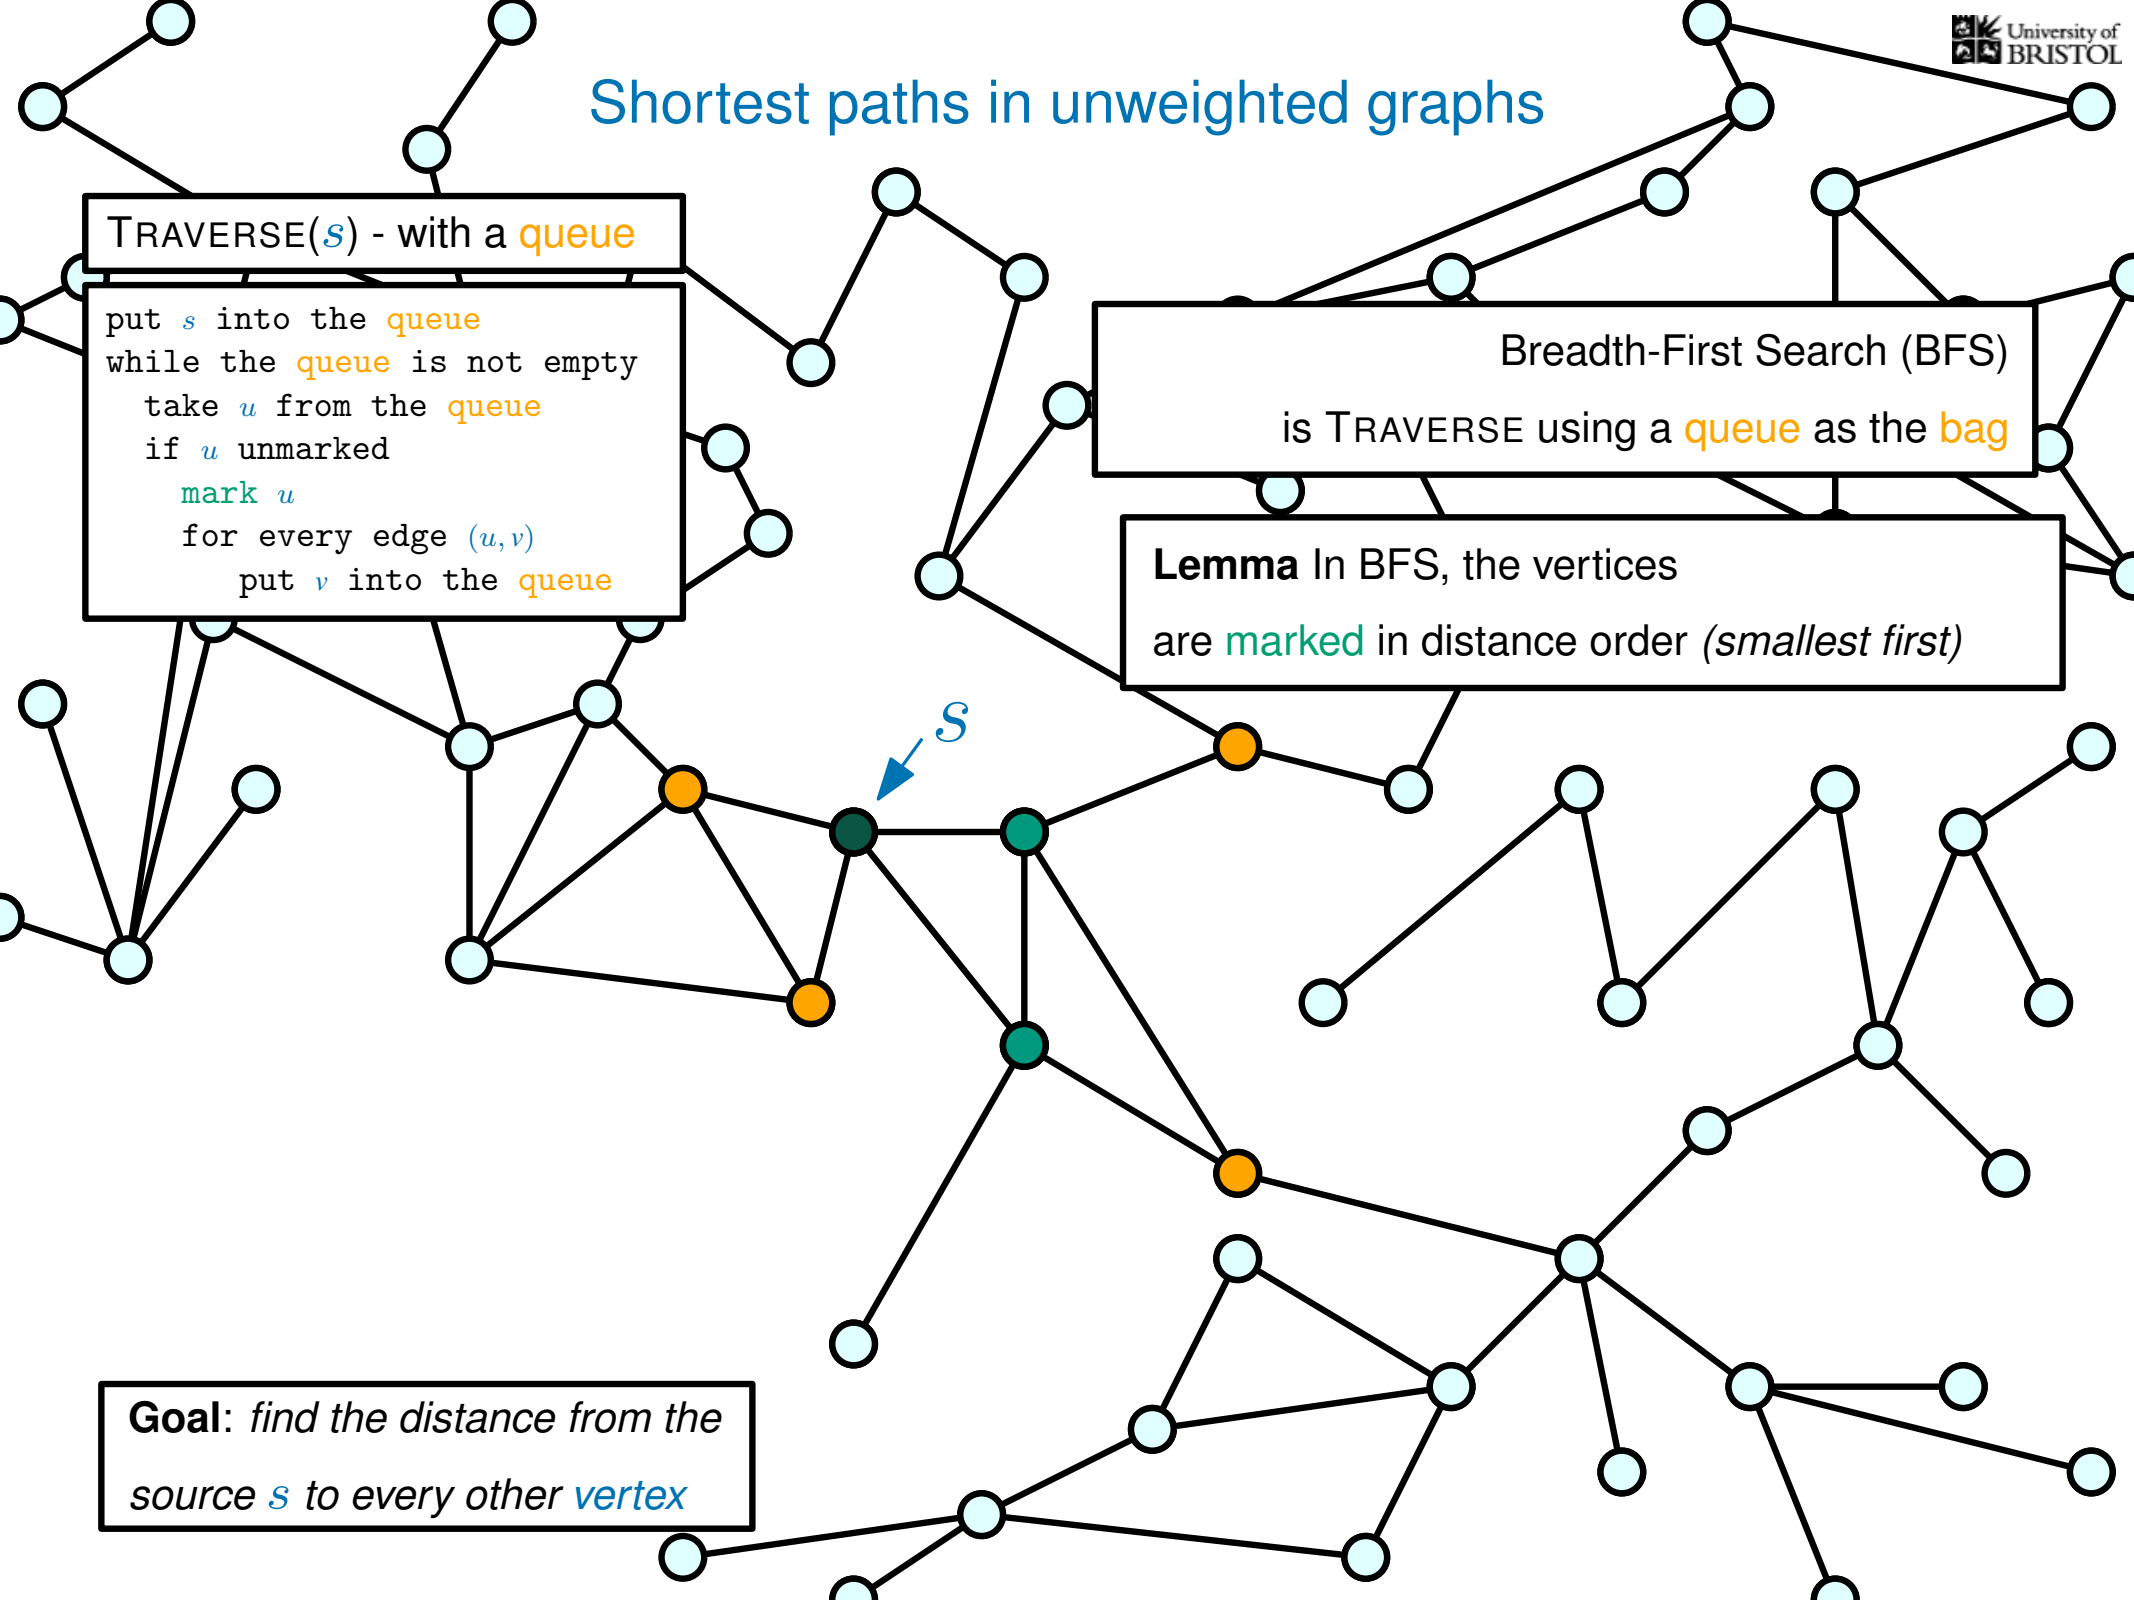 University of
BRISTOL
Shortest paths in unweighted graphs
TRAVERSE(s) - with a queue
put s into the queue
while the queue is not empty
take u from the queue
if u unmarked
mark u
for every edge (u, v)
put v into the queue
Breadth-First Search (BFS)
is TRAVERSE using a queue as the bag
Lemma In BFS, the vertices
are marked in distance order (smallest first)
s
Goal: find the distance from the
source s to every other vertex